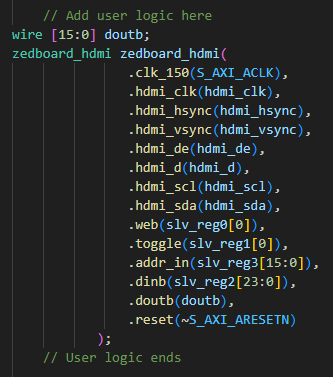 // Add user logic here
wire [15:0] doutb;
zedboard_hdmi zedboard_hdmi(
.clk_150(S_AXI_ACLK),
.hdmi_clk(hdmi_clk),
.hdmi_hsync(hdmi_hsync),
.hdmi_vsync(hdmi_vsync),
.hdmi_de(hdmi_de),
.hdmi_d(hdmi_d),
.hdmi_scl(hdmi_scl),
.hdmi_sda(hdmi_sda),
.web(slv_reg0[0]),
.toggle(slv_reg1[0]),
.addr_in(slv_reg3[15:0]),
.dinb(slv_reg2[23:0]),
.doutb(doutb),
.reset(~S_AXI_ARESETN)
);
// User logic ends